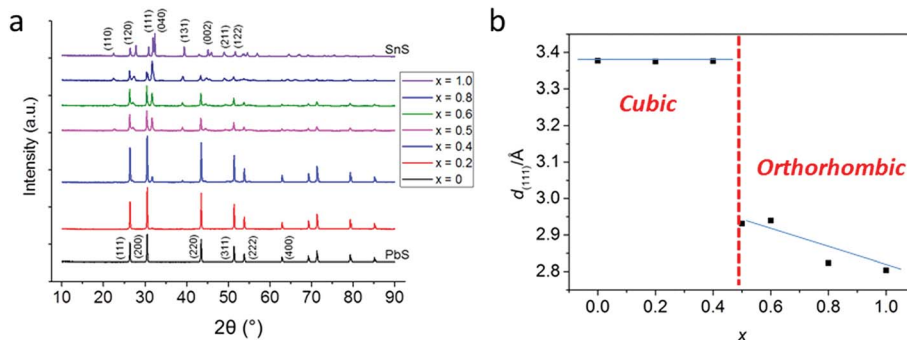 a
(110)
(120)
(111)
(040)
(131)
(002)
(211)
(122)
SnS
Intensity (a.u.)
x = 1.0
x = 0.8
x = 0.6
x = 0.5
x = 0.4
x = 0.2
x = 0
(111)
(200)
(220)
(311)
(222)
(400)
PbS
10 20 30 40 50 60 70 80 90
2θ (°)
b
3.4
3.3
3.2
3.1
3.0
2.9
2.8
d(111)/Å
Cubic
Orthorhombic
0.0 0.2 0.4 0.6 0.8 1.0
x